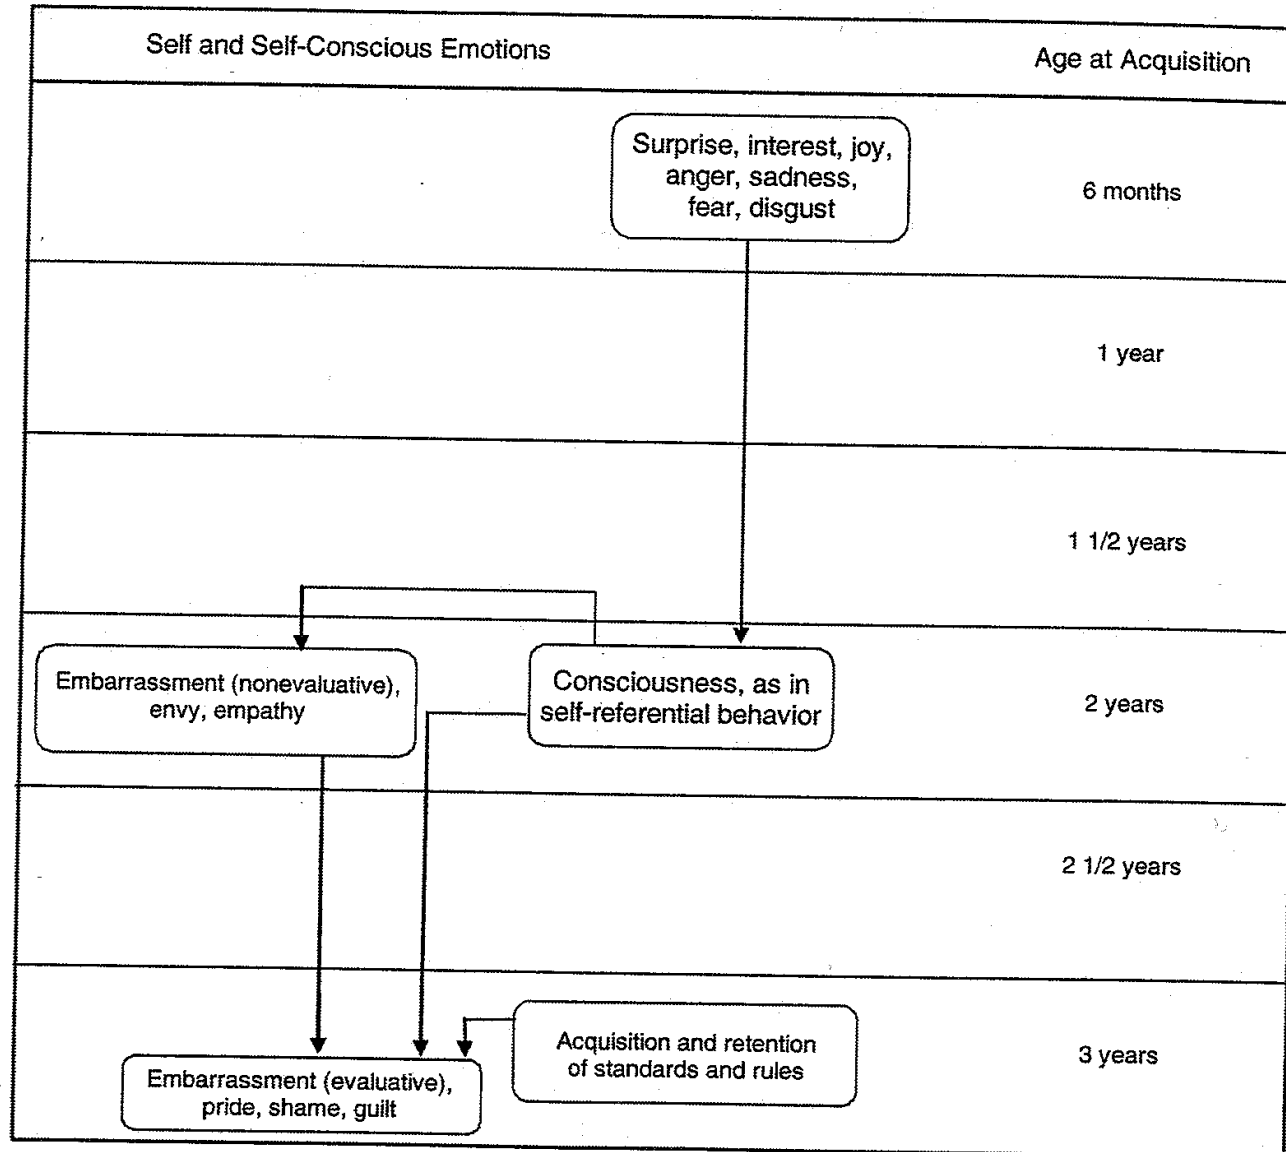 Self and Self-Conscious Emotions
Age at Acquisition
Surprise, interest, joy,
anger, sadness,
fear, disgust
6 months
1 year
1 1/2 years
Embarrassment (nonevaluative),
envy, empathy
Consciousness, as in
self-referential behavior
2 years
2 1/2 years
Acquisition and retention
of standards and rules
3 years
Embarrassment (evaluative),
pride, shame, guilt